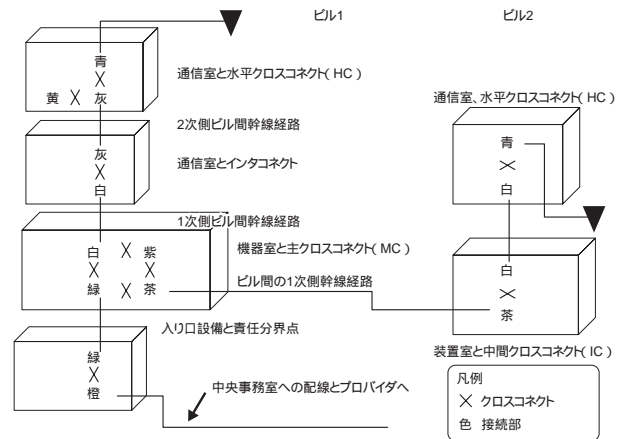 ビル1
ビル2
青
黄 灰
通信室と水平クロスコネクト(HC)
2次側ビル間幹線経路
灰
白
通信室とインタコネクト
1次側ビル間幹線経路
白 紫
緑 茶
機器室と主クロスコネクト(MC)
ビル間の1次側幹線経路
入り口設備と責任分界点
緑
橙
中央事務室への配線とプロバイダへ
通信室、水平クロスコネクト(HC)
青
白
白
茶
装置室と中間クロスコネクト(IC)
凡例
クロスコネクト
色 接続部